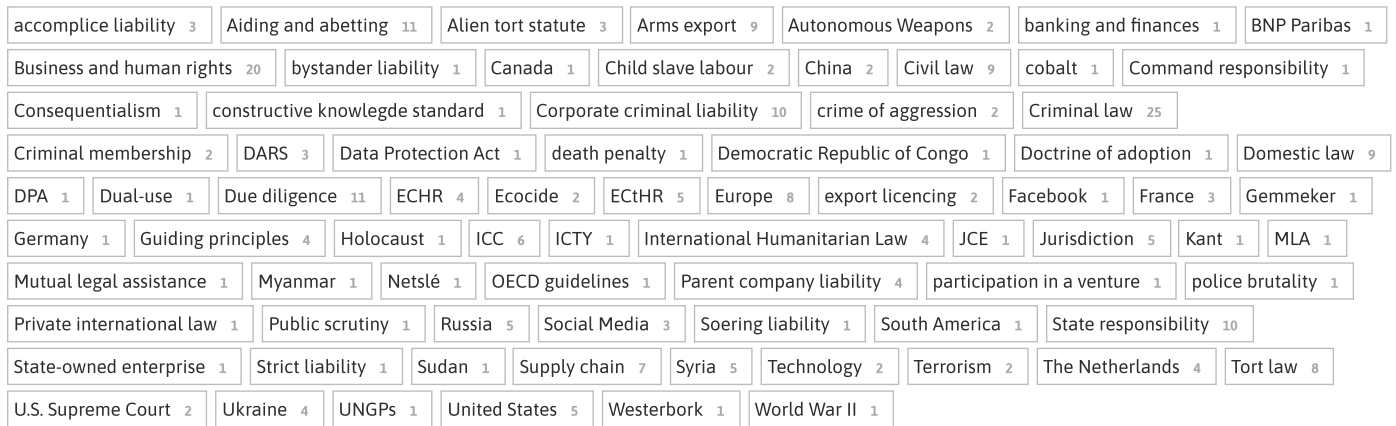 accomplice liability 3 Aiding and abetting 11 Alien tort statute 3 Arms export 9 Autonomous Weapons 2 banking and finances 1 BNP Paribas 1
Business and human rights 20 bystander liability 1 Canada 1 Child slave labour 2 China 2 Civil law 9 cobalt 1 Command responsibility 1
Consequentialism 1 constructive knowlegde standard 1 Corporate criminal liability 10 crime of aggression 2 Criminal law 25
Criminal membership 2 DARS 3 Data Protection Act 1 death penalty 1 Democratic Republic of Congo 1 Doctrine of adoption 1 Domestic law 9
DPA 1 Dual-use 1 Due diligence 11 ECHR 4 Ecocide 2 ECtHR 5 Europe 8 export licencing 2 Facebook 1 France 3 Gemmeker 1
Germany 1 Guiding principles 4 Holocaust 1 ICC 6 ICTY 1 International Humanitarian Law 4 JCE 1 Jurisdiction 5 Kant 1 MLA 1
Mutual legal assistance 1 Myanmar 1 Netslé 1 OECD guidelines 1 Parent company liability 4 participation in a venture 1 police brutality 1
Private international law 1 Public scrutiny 1 Russia 5 Social Media 3 Soering liability 1 South America 1 State responsibility 10
State-owned enterprise 1 Strict liability 1 Sudan 1 Supply chain 7 Syria 5 Technology 2 Terrorism 2 The Netherlands 4 Tort law 8
U.S. Supreme Court 2 Ukraine 4 UNGPs 1 United States 5 Westerbork 1 World War II 1